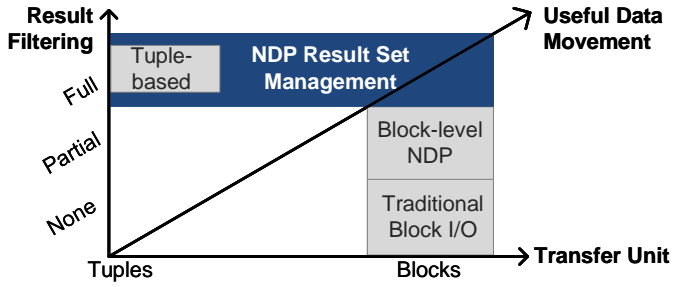 Result
Filtering
Useful Data
Movement
Tuple-
based
NDP Result Set
Management
Full
Partial
None
Block-level
NDP
Traditional
Block I/O
Transfer Unit
Tuples
Blocks